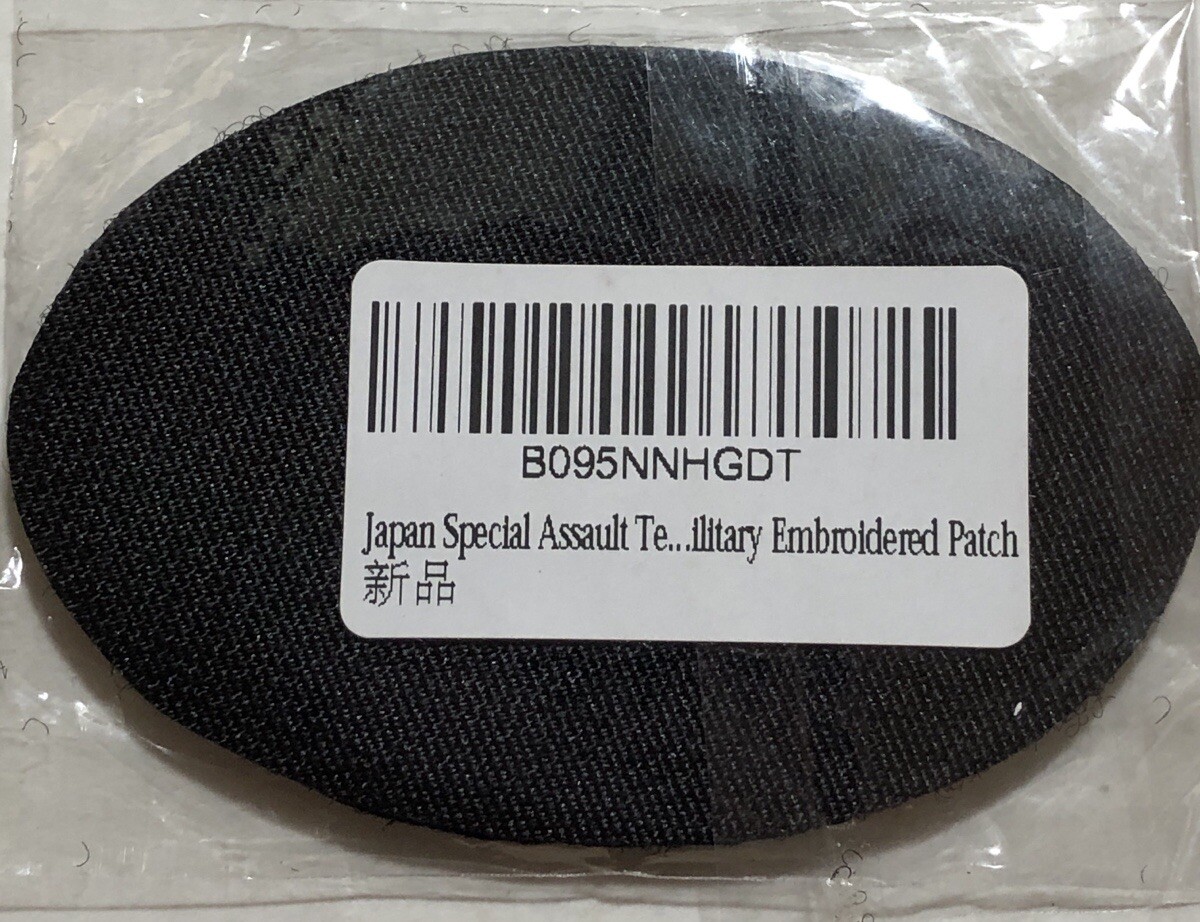 B095NNHGDT
Japan Special Assault Te...ilitary Embroidered Patch
新品